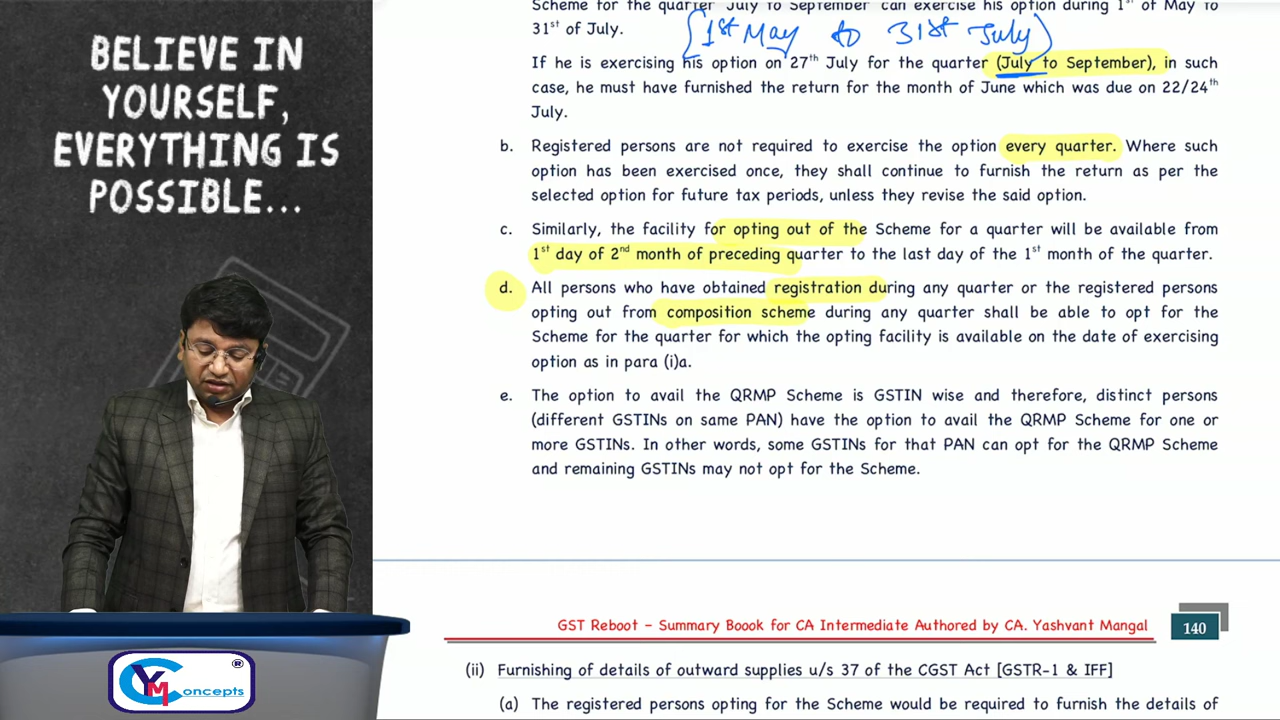 BELIEVE IN
YOURSELF,
EVERYTHING IS
POSSIBLE...
Scheme for the quarter July to September can exercise his option during 1st of May to
31st of July.
(1st May to 31st July)
If he is exercising his option on 27th July for the quarter (July to September), in such
case, he must have furnished the return for the month of June which was due on 22/24th
July.
b. Registered persons are not required to exercise the option every quarter. Where such
option has been exercised once, they shall continue to furnish the return as per the
selected option for future tax periods, unless they revise the said option.
c. Similarly, the facility for opting out of the Scheme for a quarter will be available from
1st day of 2nd month of preceding quarter to the last day of the 1st month of the quarter.
d. All persons who have obtained registration during any quarter or the registered persons
opting out from composition scheme during any quarter shall be able to opt for the
Scheme for the quarter for which the opting facility is available on the date of exercising
option as in para (i)a.
e. The option to avail the QRMP Scheme is GSTIN wise and therefore, distinct persons
(different GSTINs on same PAN) have the option to avail the QRMP Scheme for one or
more GSTINs. In other words, some GSTINs for that PAN can opt for the QRMP Scheme
and remaining GSTINs may not opt for the Scheme.
GST Reboot – Summary Boook for CA Intermediate Authored by CA. Yashvant Mangal 140
(ii) Furnishing of details of outward supplies u/s 37 of the CGST Act [GSTR-1 & IFF]
(a) The registered persons opting for the Scheme would be required to furnish the details of
YM Concepts ®